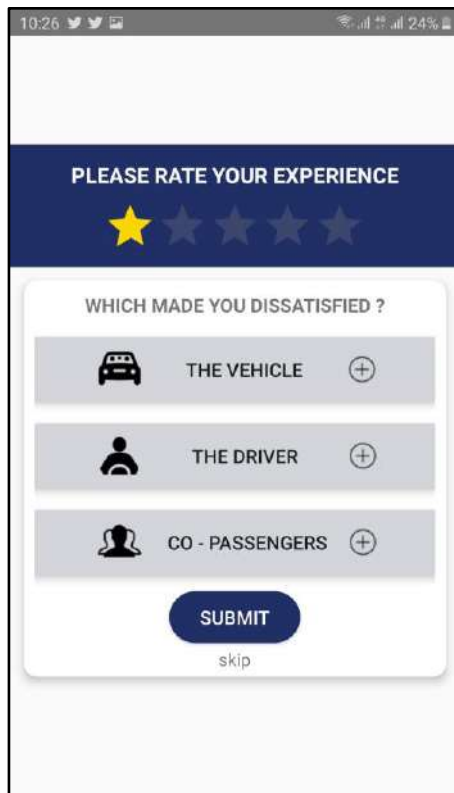 10:26
24%
PLEASE RATE YOUR EXPERIENCE
WHICH MADE YOU DISSATISFIED ?
THE VEHICLE
THE DRIVER
CO - PASSENGERS
SUBMIT
skip